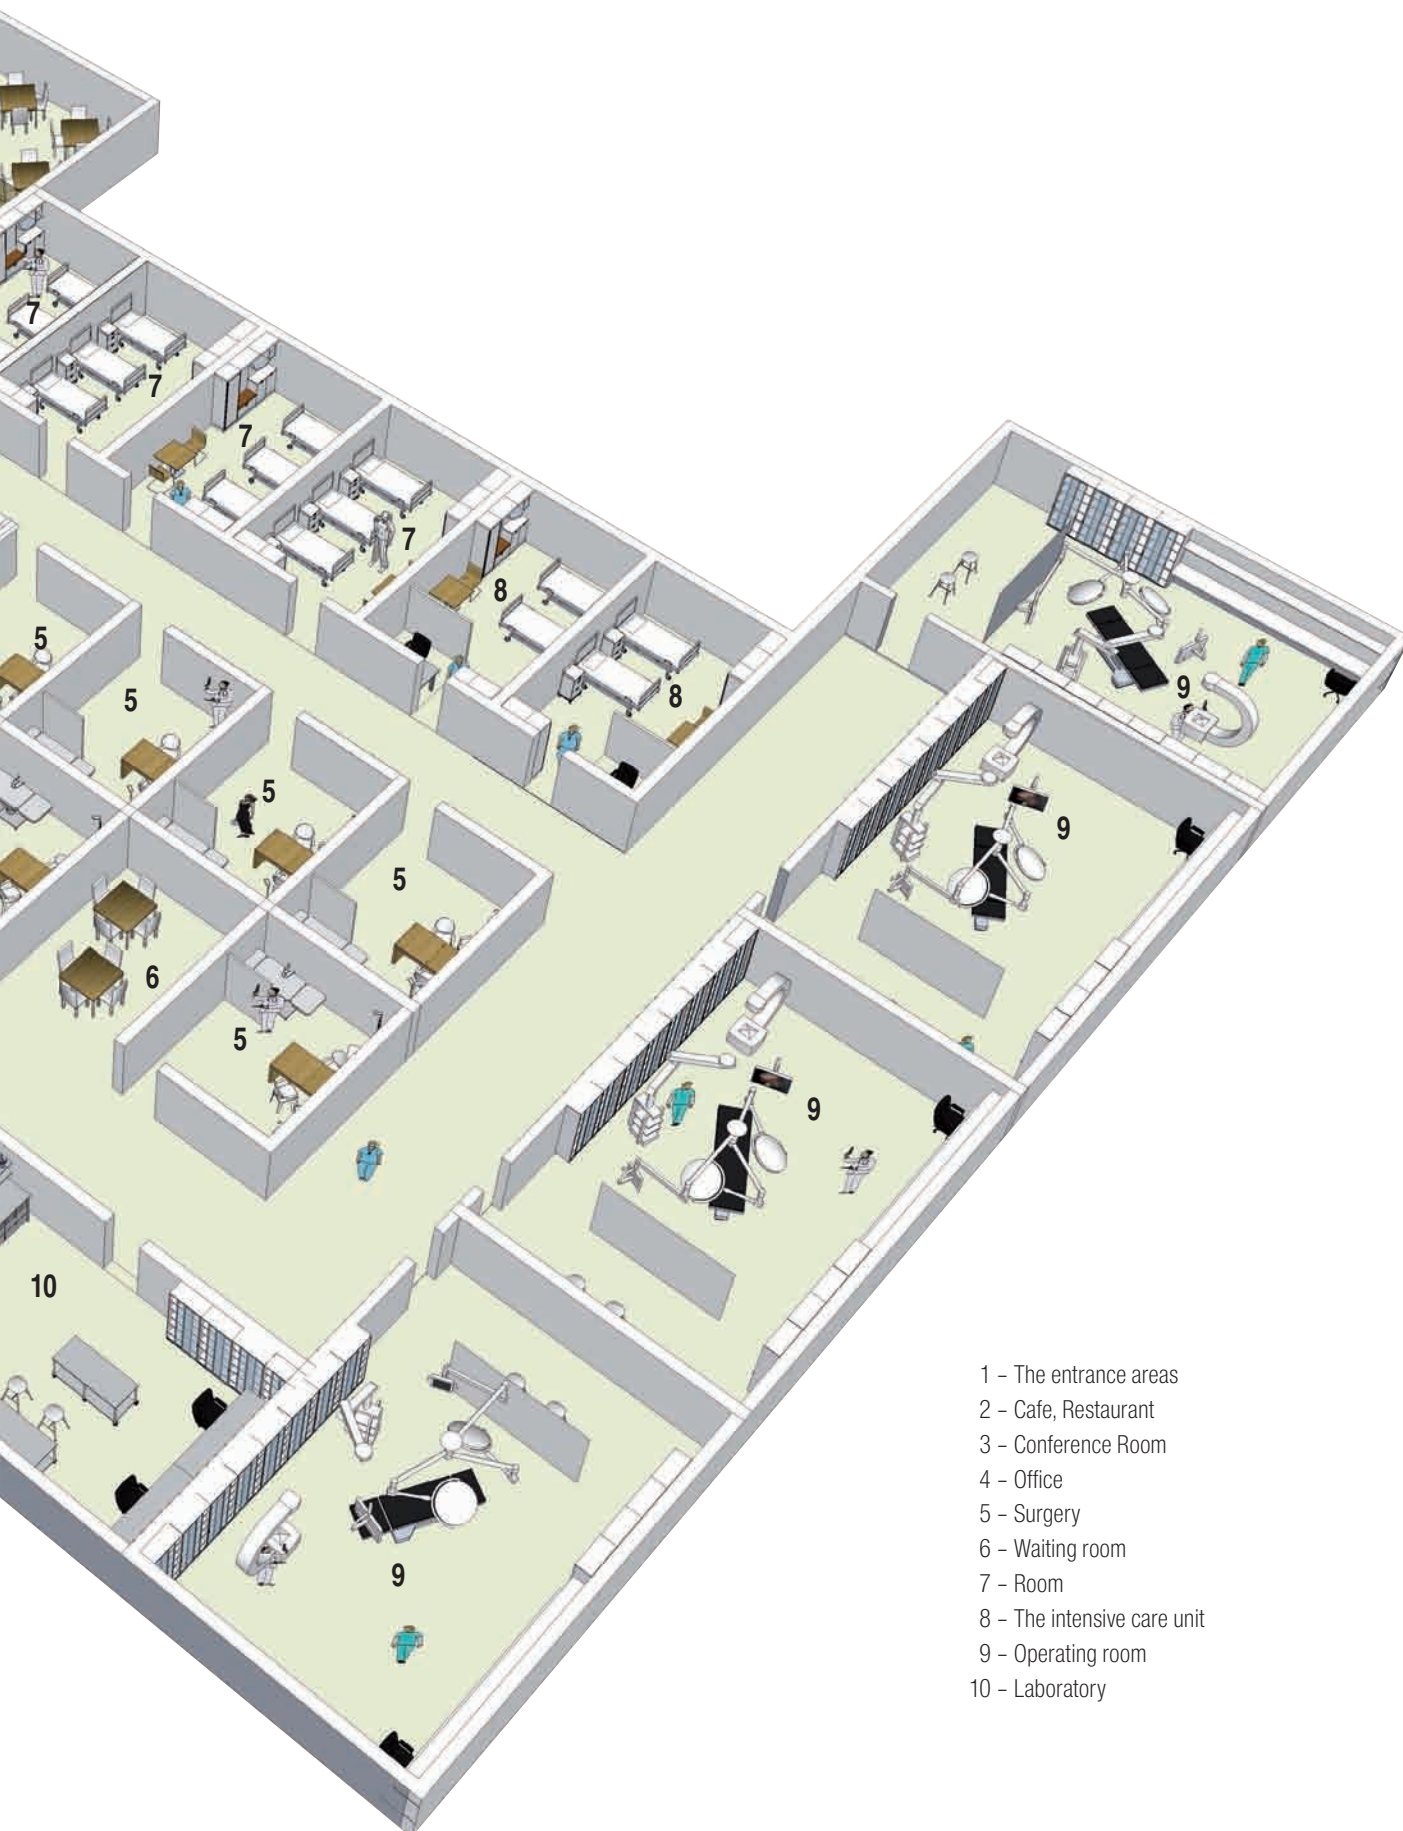 7
7
7
7
8
5
8
9
5
5
9
5
6
5
9
10
9
1 – The entrance areas
2 – Cafe, Restaurant
3 – Conference Room
4 – Office
5 – Surgery
6 – Waiting room
7 – Room
8 – The intensive care unit
9 – Operating room
10 – Laboratory